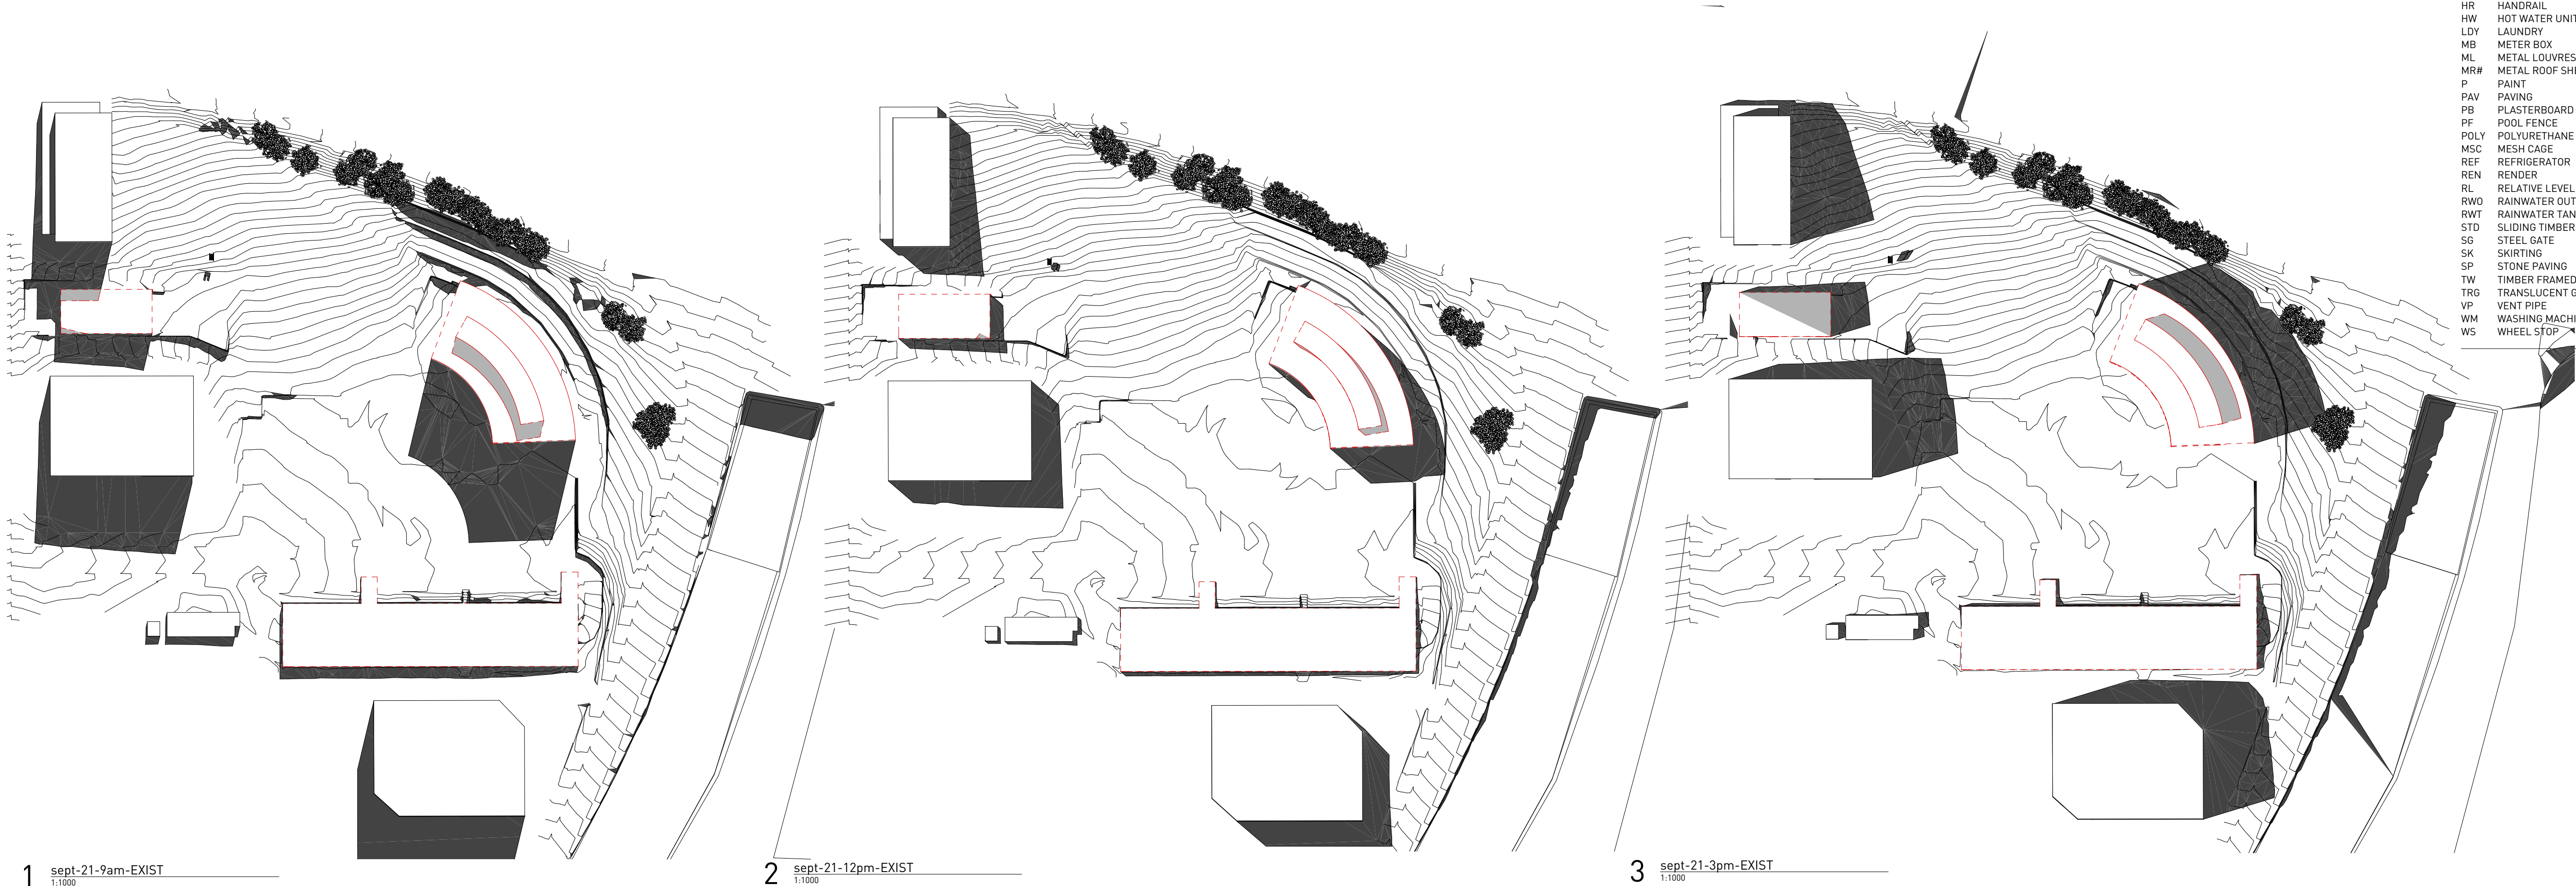 HR HANDRAIL
HW HOT WATER UNIT
LDY LAUNDRY
MB METER BOX
ML METAL LOUVRES
MR# METAL ROOF SHE
P PAINT
PAV PAVING
PB PLASTERBOARD
PF POOL FENCE
POLY POLYURETHANE
MSC MESH CAGE
REF REFRIGERATOR
REN RENDER
RL RELATIVE LEVEL
RWO RAINWATER OUT
RWT RAINWATER TAN
STD SLIDING TIMBER
SG STEEL GATE
SK SKIRTING
SP STONE PAVING
TW TIMBER FRAMED
TRG TRANSLUCENT G
VP VENT PIPE
WM WASHING MACHI
WS WHEEL STOP
1 sept-21-9am-EXIST
1:1000
2 sept-21-12pm-EXIST
1:1000
3 sept-21-3pm-EXIST
1:1000